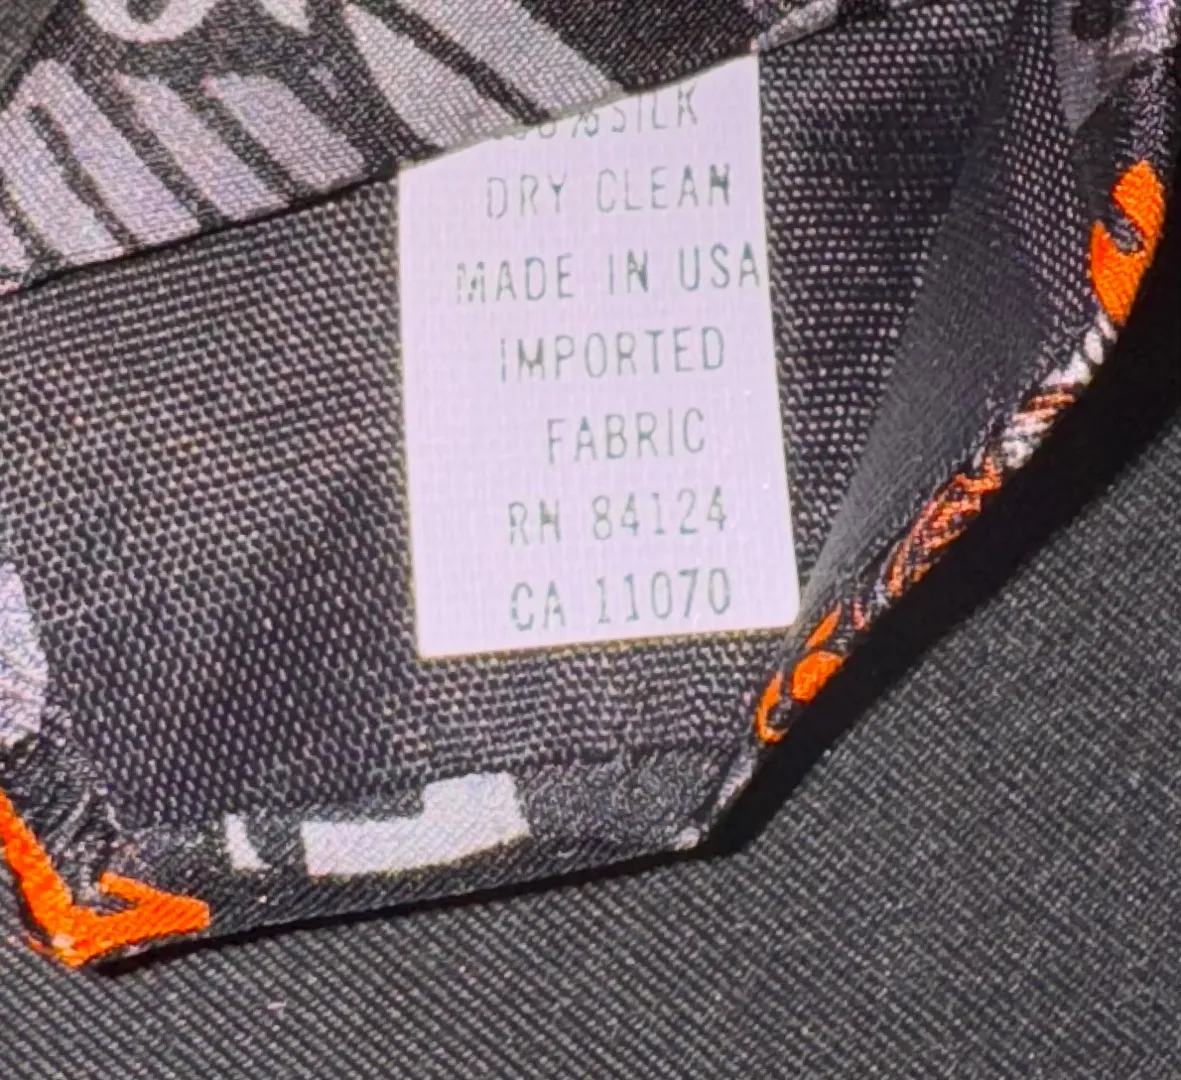 %SILK
DRY CLEAN
MADE IN USA
IMPORTED
FABRIC
RN 84124
CA 11070